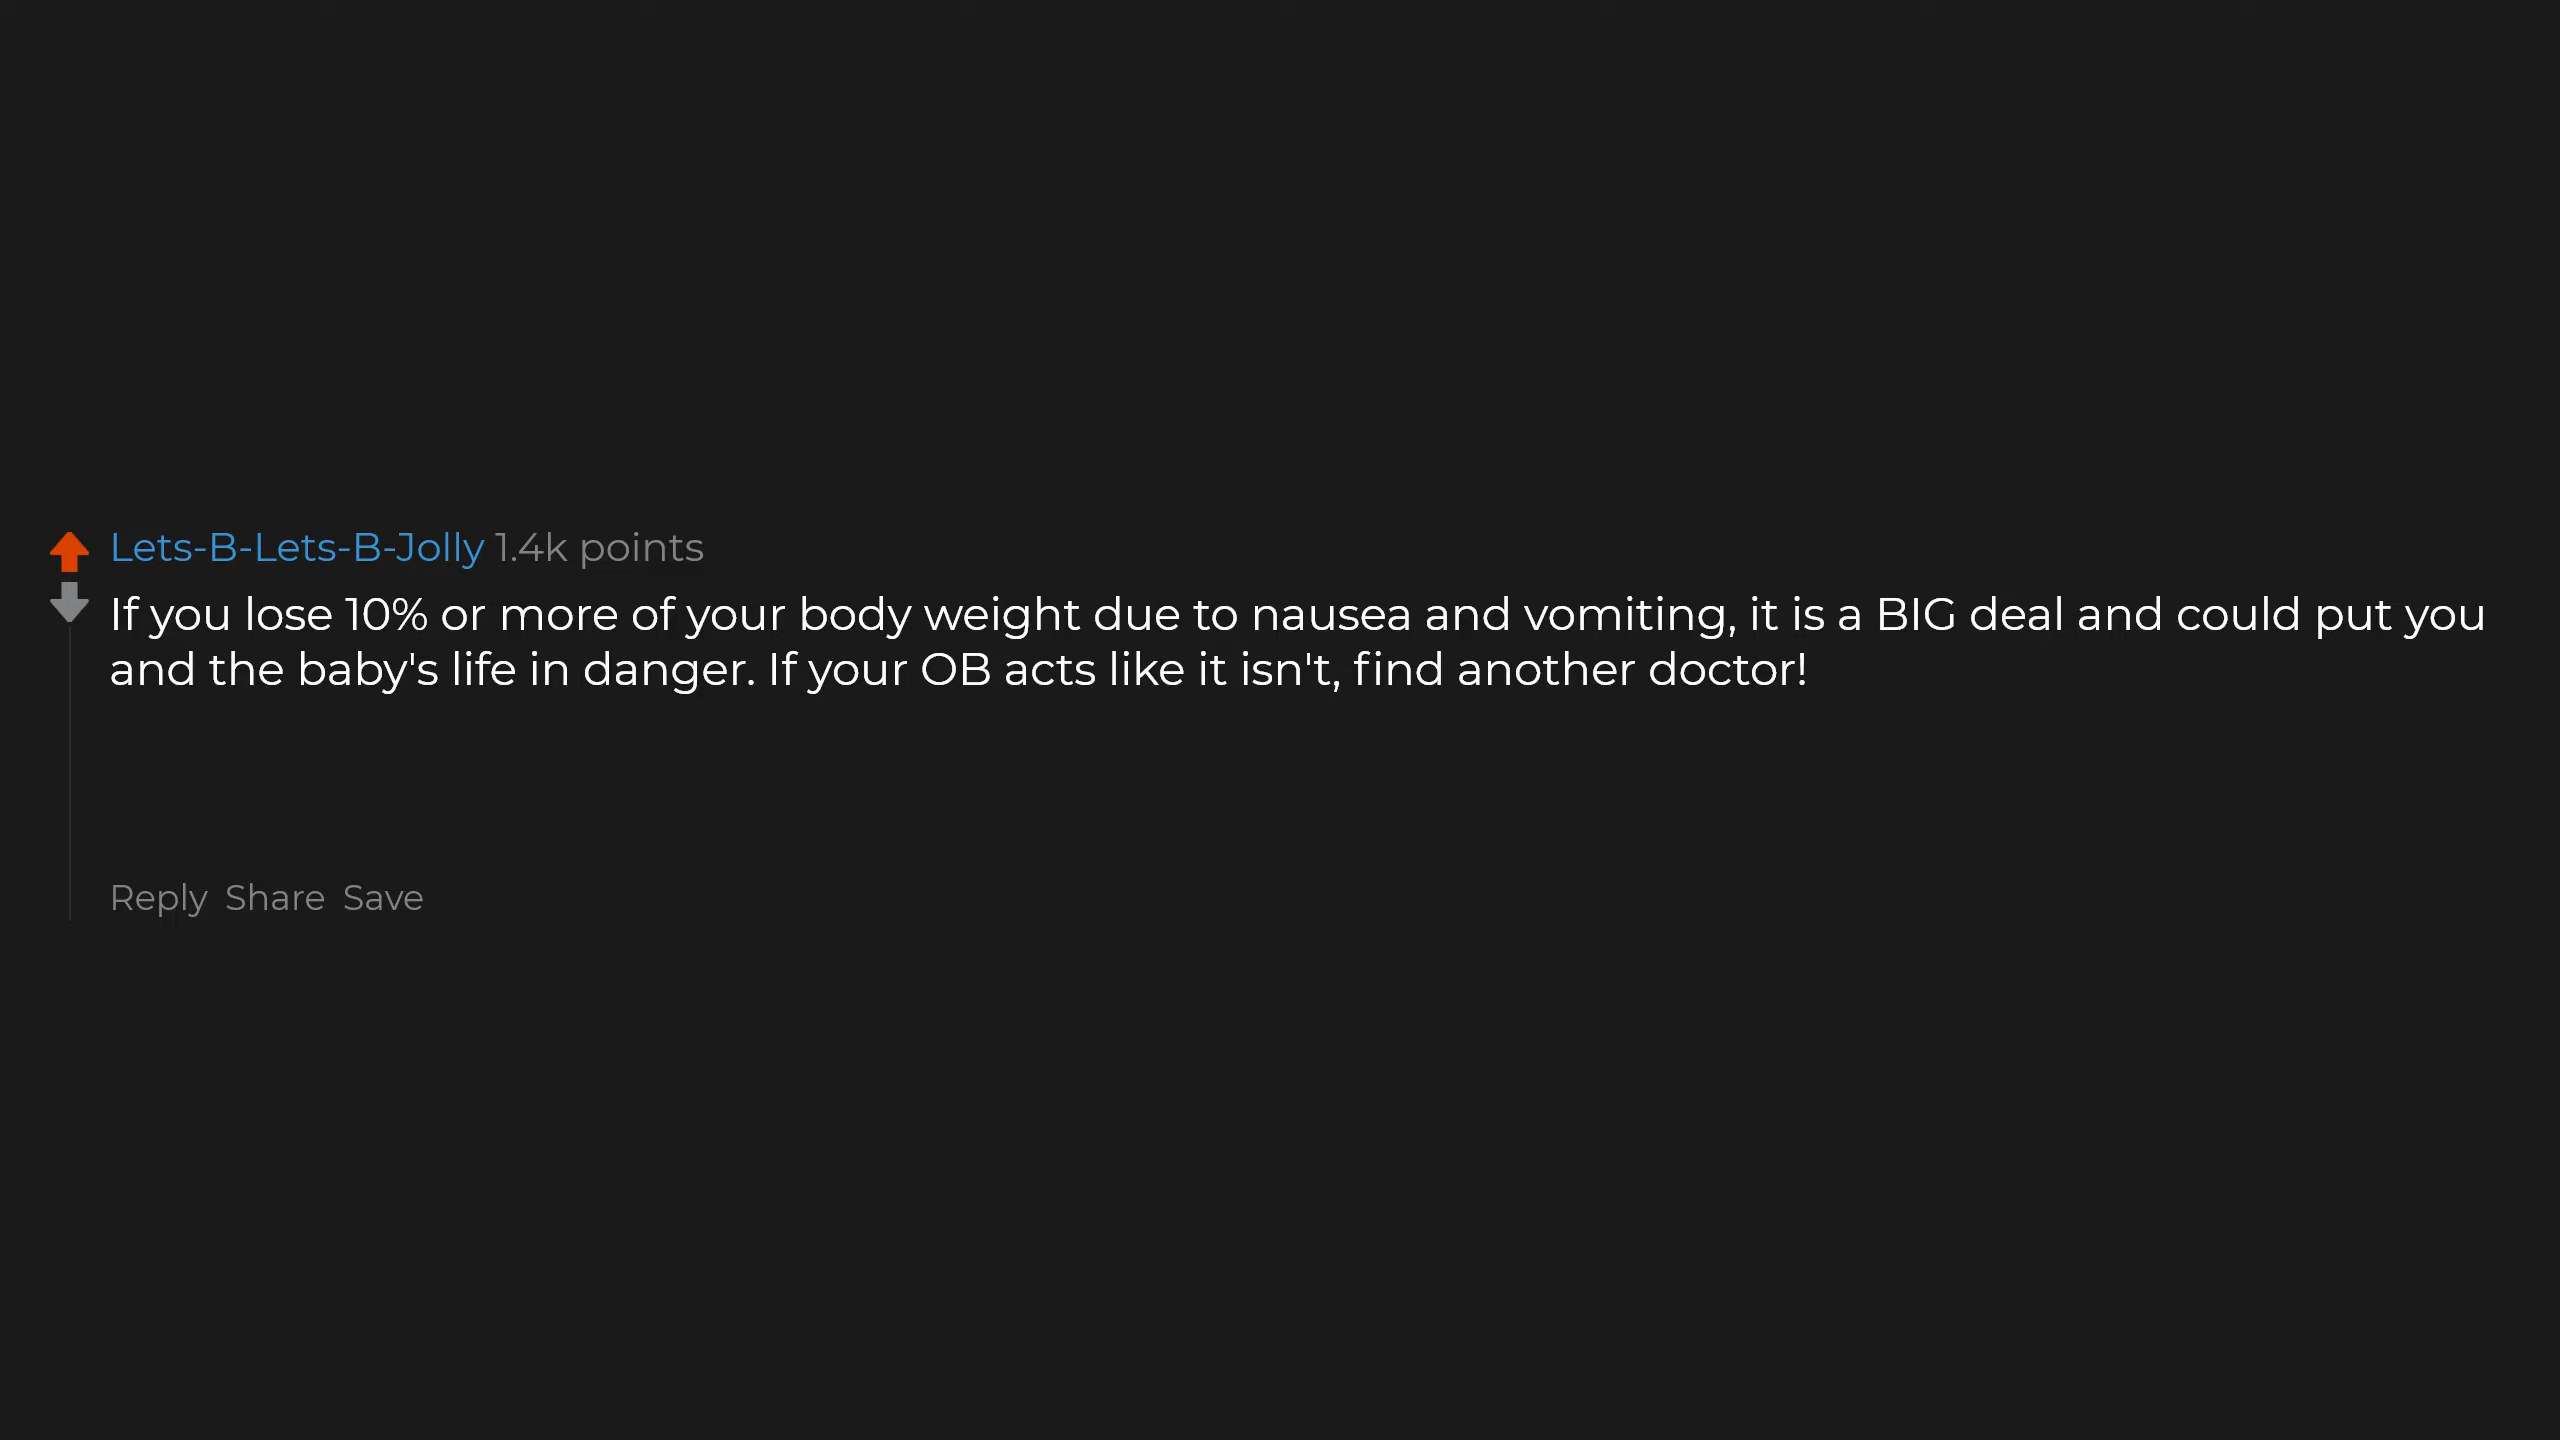 Lets-B-Lets-B-Jolly 1.4k points
If you lose 10% or more of your body weight due to nausea and vomiting, it is a BIG deal and could put you
and the baby's life in danger. If your OB acts like it isn't, find another doctor!
Reply Share Save